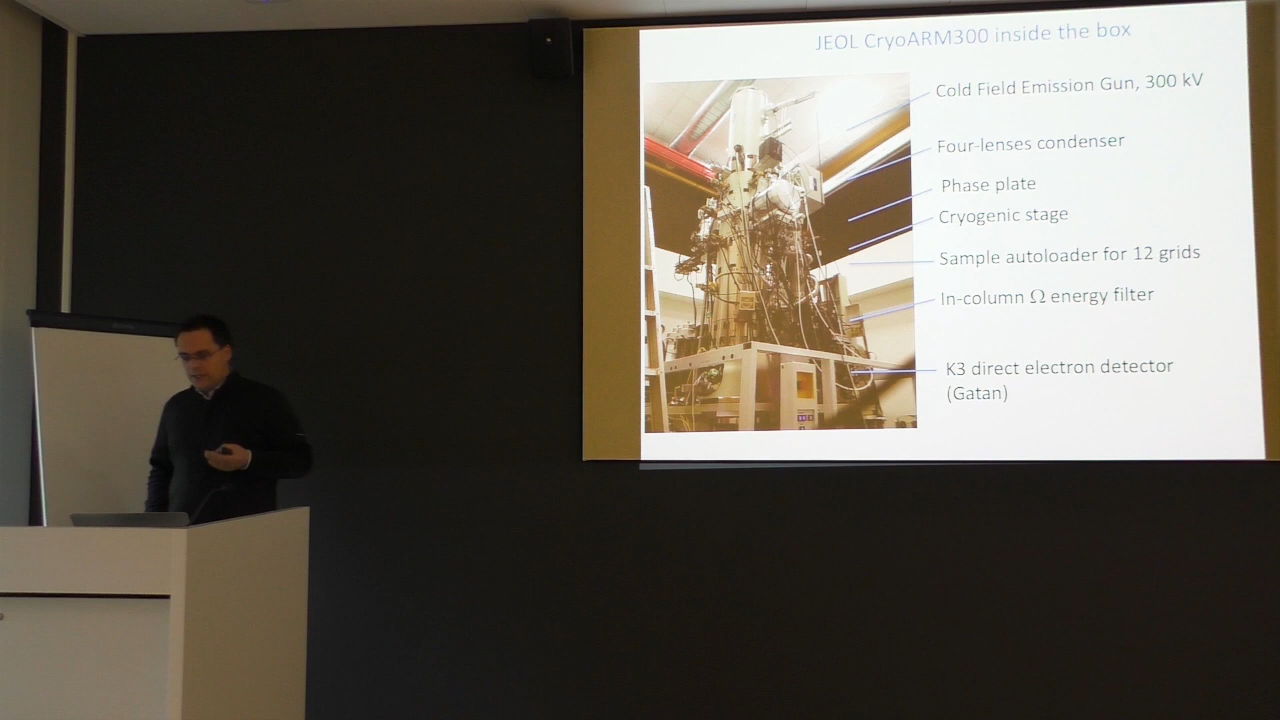 JEOL CryoARM300 inside the box
Cold Field Emission Gun, 300 kV
Four-lenses condenser
Phase plate
Cryogenic stage
Sample autoloader for 12 grids
In-column Ω energy filter
K3 direct electron detector
(Gatan)